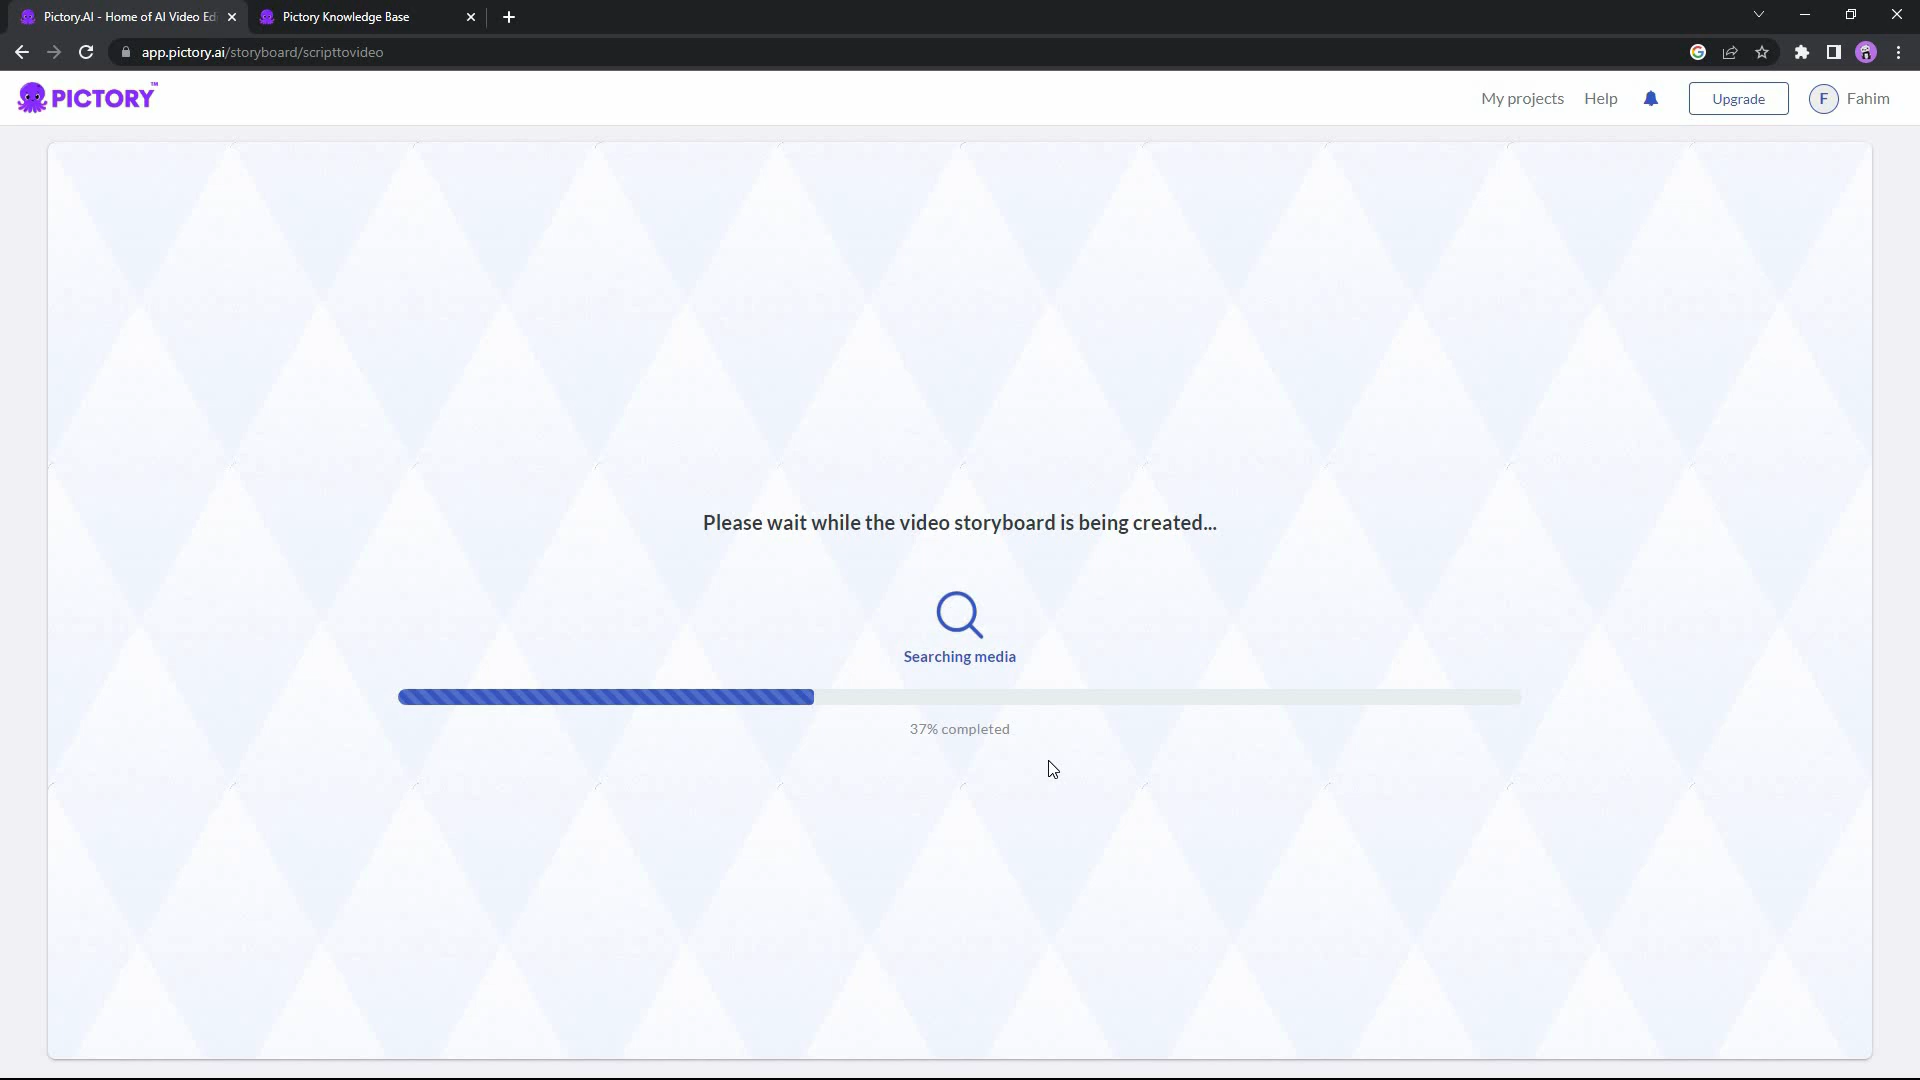 Pictory.AI - Home of AI Video Ed
Pictory Knowledge Base
app.pictory.ai/storyboard/scripttovideo
PICTORY™
My projects
Help
Upgrade
F
Fahim
Please wait while the video storyboard is being created...
Searching media
37% completed